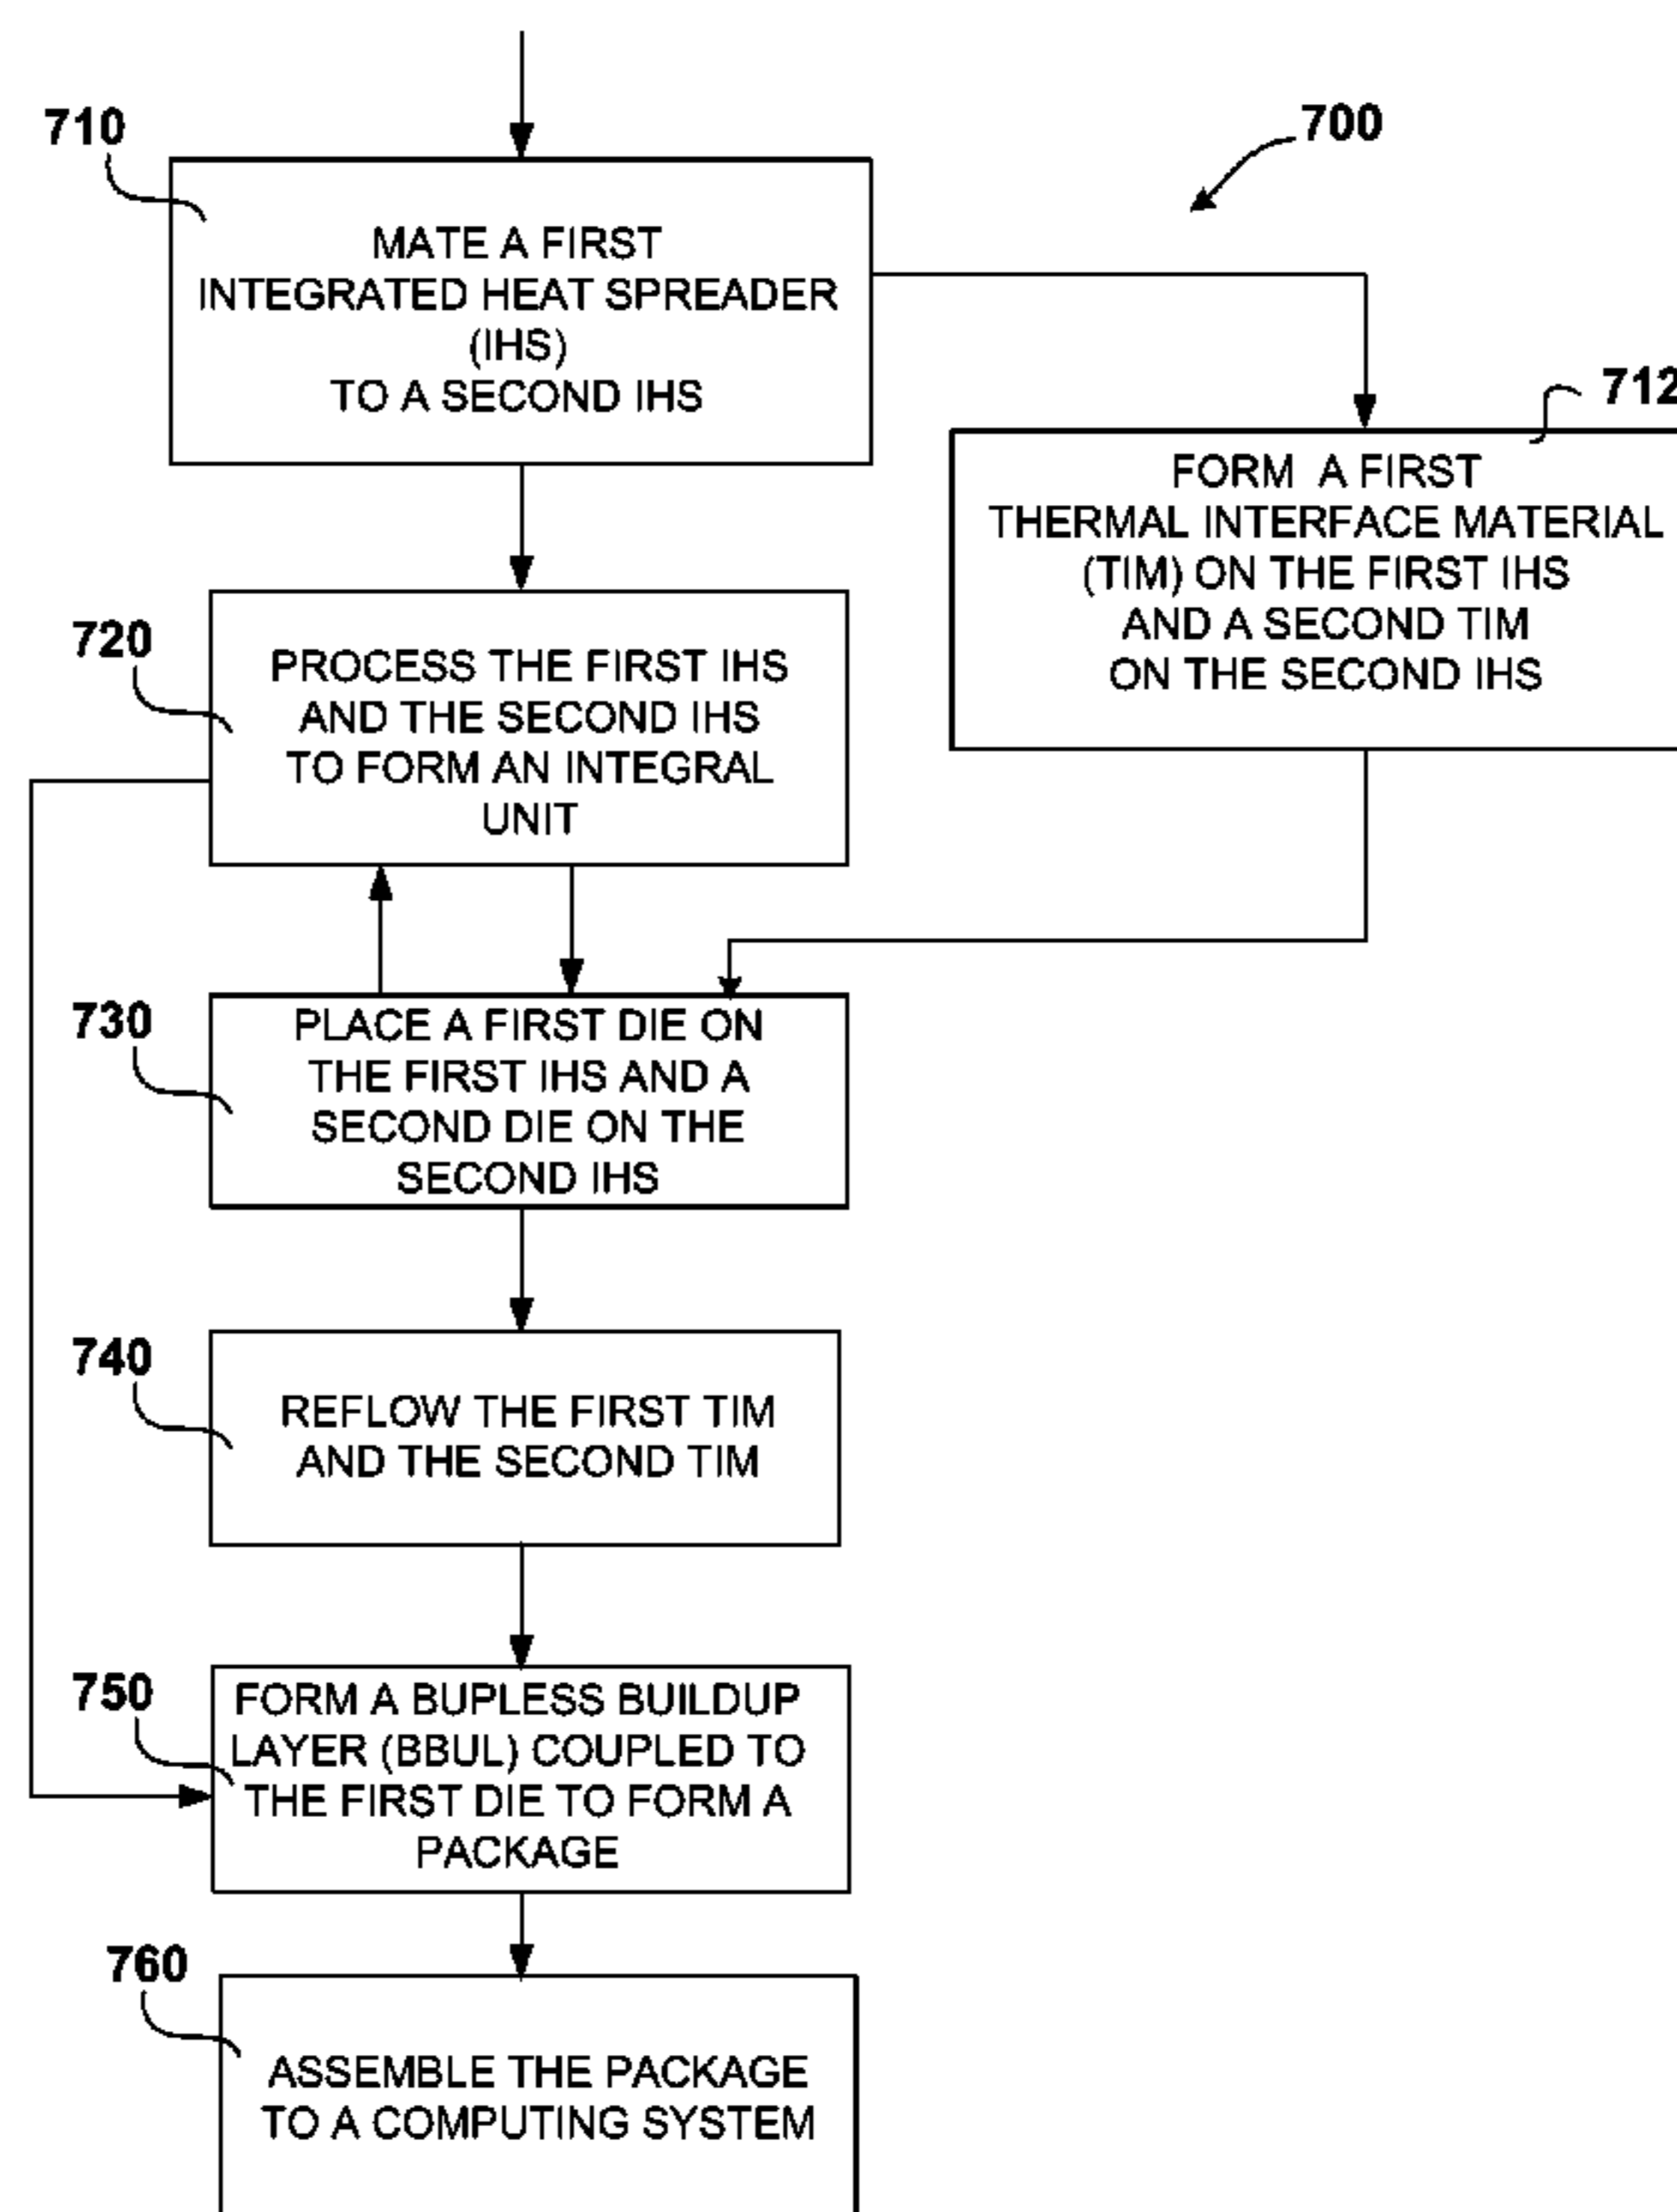 710
700
MATE A FIRST
INTEGRATED HEAT SPREADER
(IHS)
TO A SECOND IHS
712
FORM A FIRST
THERMAL INTERFACE MATERIAL
(TIM) ON THE FIRST IHS
AND A SECOND TIM
ON THE SECOND IHS
720
PROCESS THE FIRST IHS
AND THE SECOND IHS
TO FORM AN INTEGRAL
UNIT
730
PLACE A FIRST DIE ON
THE FIRST IHS AND A
SECOND DIE ON THE
SECOND IHS
740
REFLOW THE FIRST TIM
AND THE SECOND TIM
750
FORM A BUPLESS BUILDUP
LAYER (BBUL) COUPLED TO
THE FIRST DIE TO FORM A
PACKAGE
760
ASSEMBLE THE PACKAGE
TO A COMPUTING SYSTEM